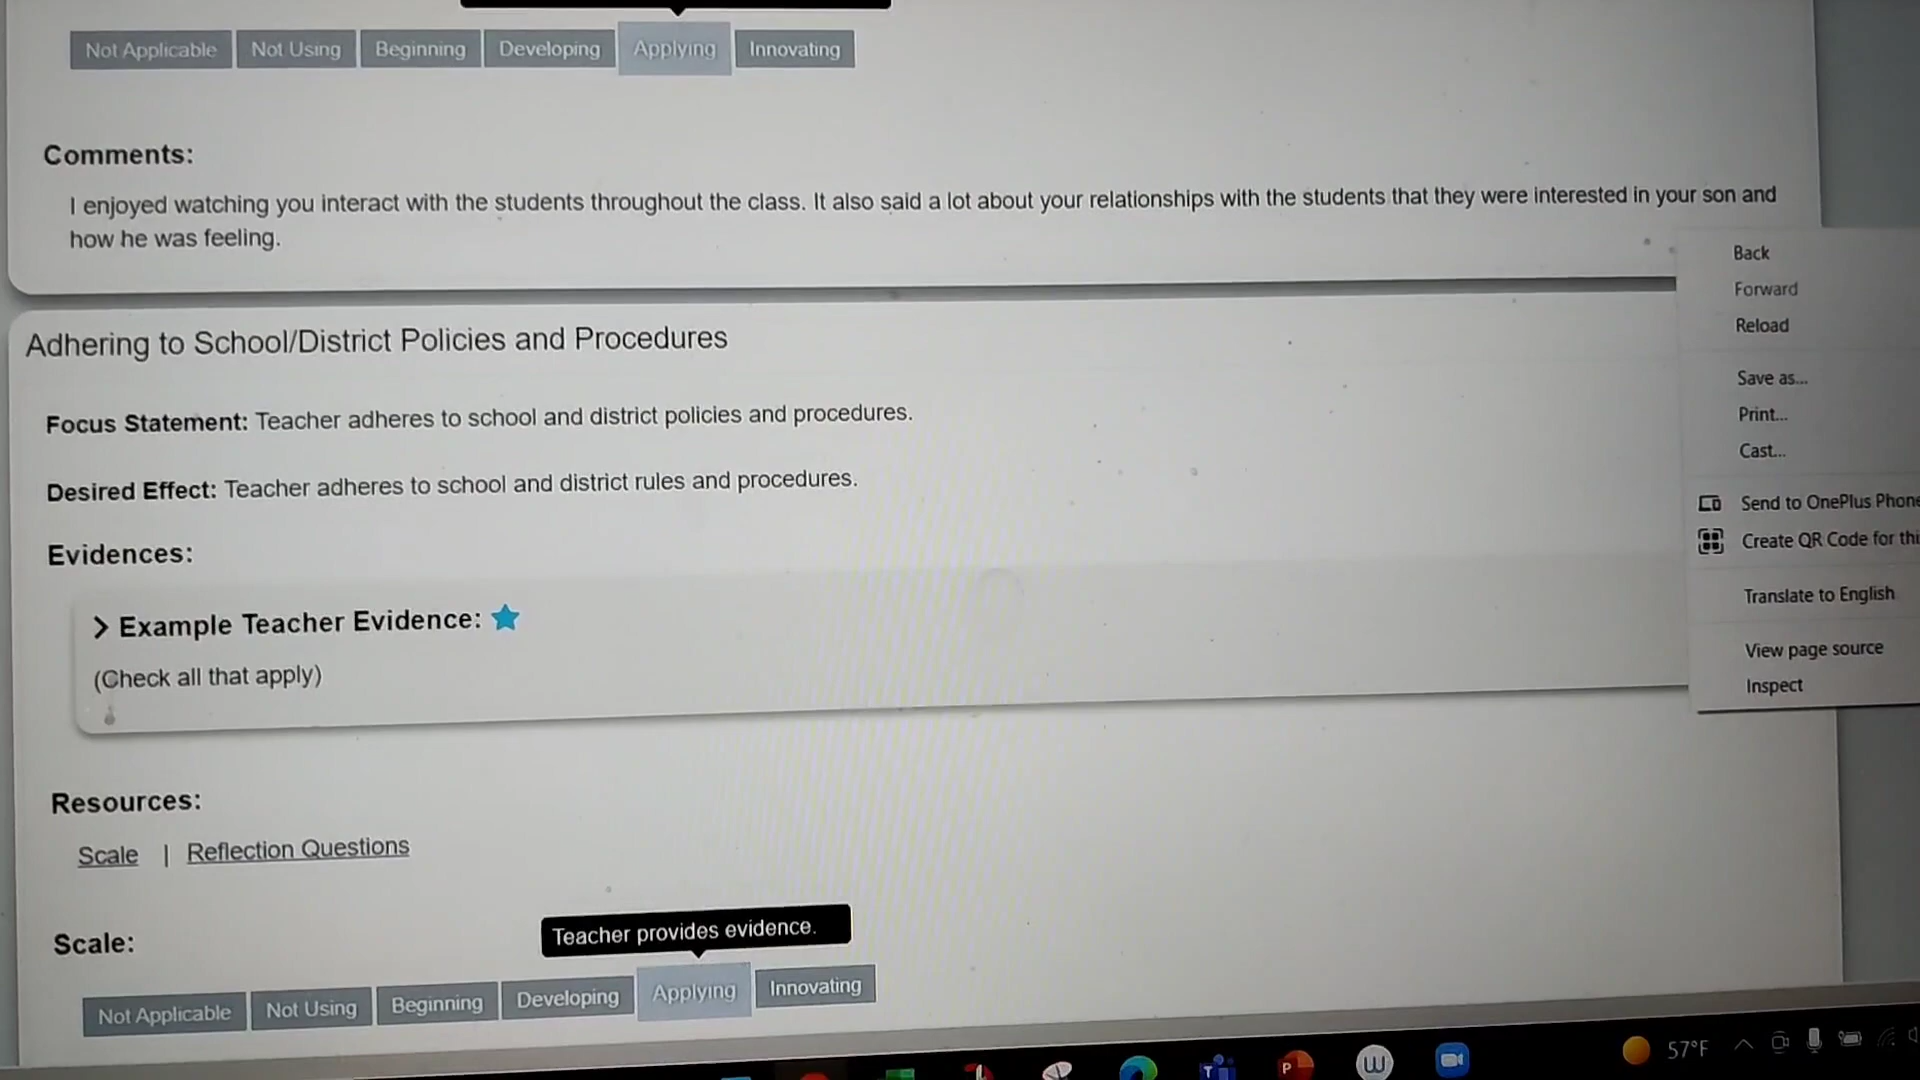 Not Applicable Not Using Beginning Developing Applying Innovating
Comments:
I enjoyed watching you interact with the students throughout the class. It also said a lot about your relationships with the students that they were interested in your son and
how he was feeling.
Back
Forward
Reload
Save as...
Print...
Cast...
Send to OnePlus Phone
Create QR Code for thi
Translate to English
View page source
Inspect
Adhering to School/District Policies and Procedures
Focus Statement: Teacher adheres to school and district policies and procedures.
Desired Effect: Teacher adheres to school and district rules and procedures.
Evidences:
Example Teacher Evidence:
(Check all that apply)
Resources:
Scale | Reflection Questions
Scale:
Teacher provides evidence.
Not Applicable Not Using Beginning Developing Applying Innovating
57°F